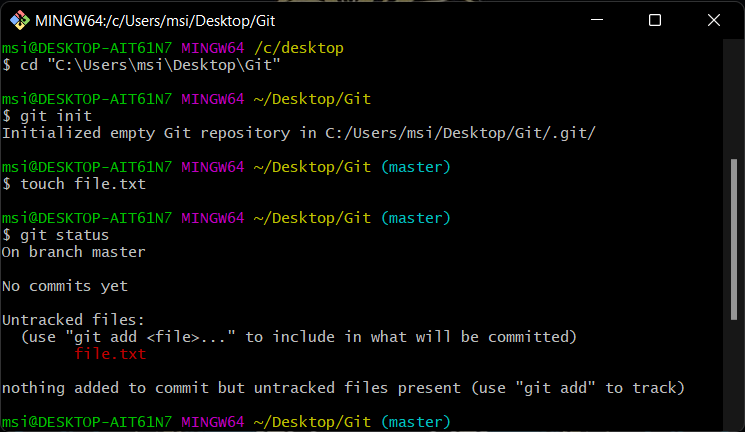 MINGW64:/c/Users/msi/Desktop/Git
msi@DESKTOP-AIT61N7 MINGW64 /c/desktop
$ cd "C:\Users\msi\Desktop\Git"
msi@DESKTOP-AIT61N7 MINGW64 ~/Desktop/Git
$ git init
Initialized empty Git repository in C:/Users/msi/Desktop/Git/.git/
msi@DESKTOP-AIT61N7 MINGW64 ~/Desktop/Git (master)
$ touch file.txt
msi@DESKTOP-AIT61N7 MINGW64 ~/Desktop/Git (master)
$ git status
On branch master
No commits yet
Untracked files:
  (use "git add <file>..." to include in what will be committed)
        file.txt
nothing added to commit but untracked files present (use "git add" to track)
msi@DESKTOP-AIT61N7 MINGW64 ~/Desktop/Git (master)